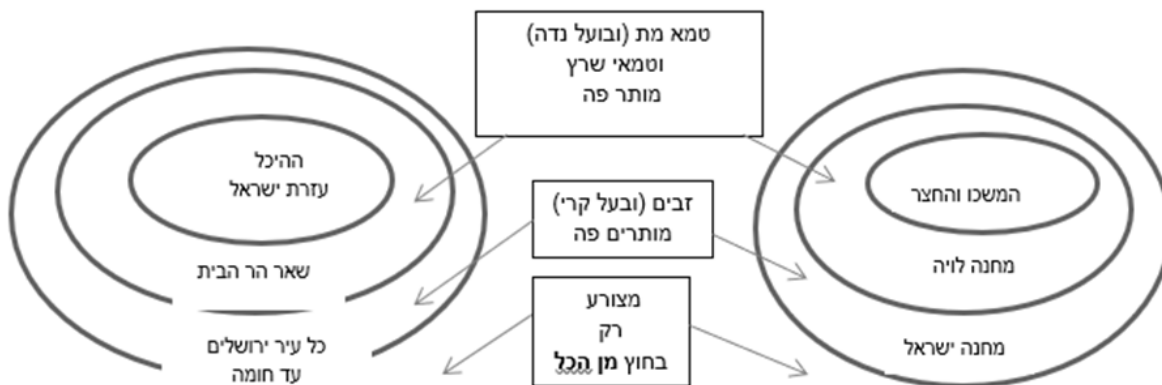 טמא מת (ובועל נדה)
וטמאי שרץ
מותר פה
ההיכל
עזרת ישראל
המשכו והחצר
זבים (ובעל קרי)
מותרים פה
שאר הר הבית
מחנה לויה
מצורע
רק
בחוץ מן הכל
כל עיר ירושלים
עד חומה
מחנה ישראל